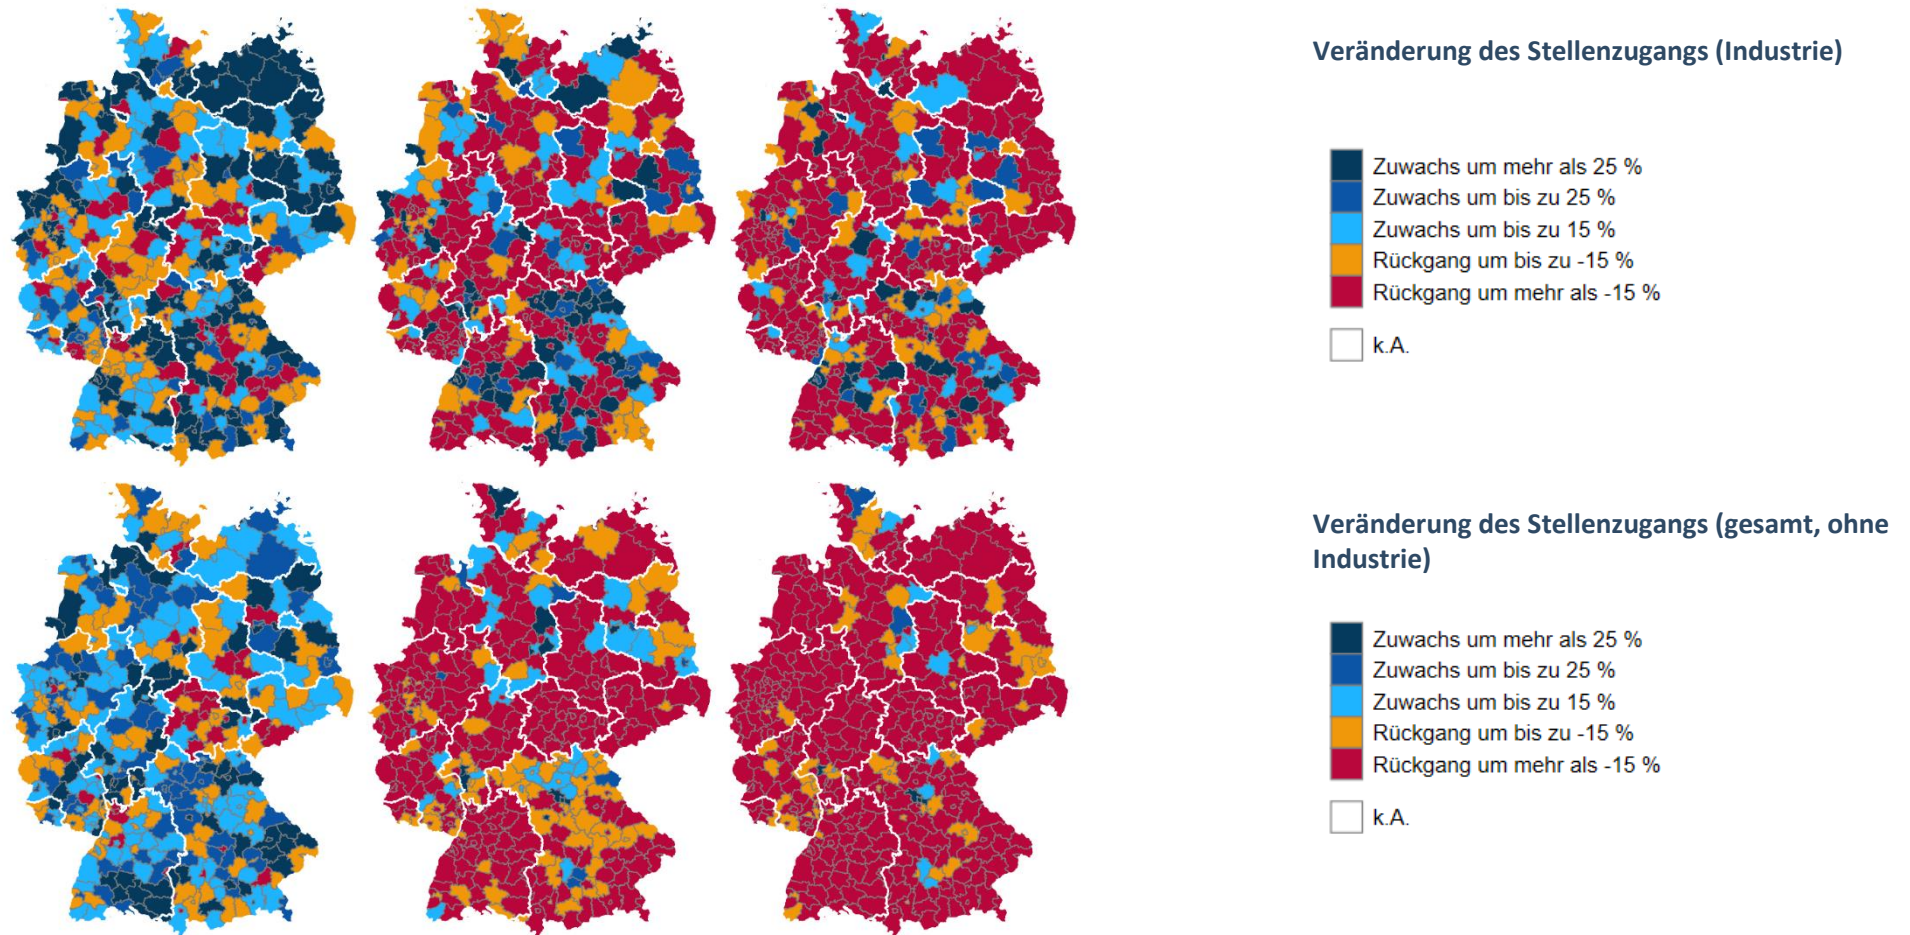 Veränderung des Stellenzugangs (Industrie)
Zuwachs um mehr als 25 %
Zuwachs um bis zu 25 %
Zuwachs um bis zu 15 %
Rückgang um bis zu -15 %
Rückgang um mehr als -15 %
k.A.
Veränderung des Stellenzugangs (gesamt, ohne
Industrie)
Zuwachs um mehr als 25 %
Zuwachs um bis zu 25 %
Zuwachs um bis zu 15 %
Rückgang um bis zu -15 %
Rückgang um mehr als -15 %
k.A.